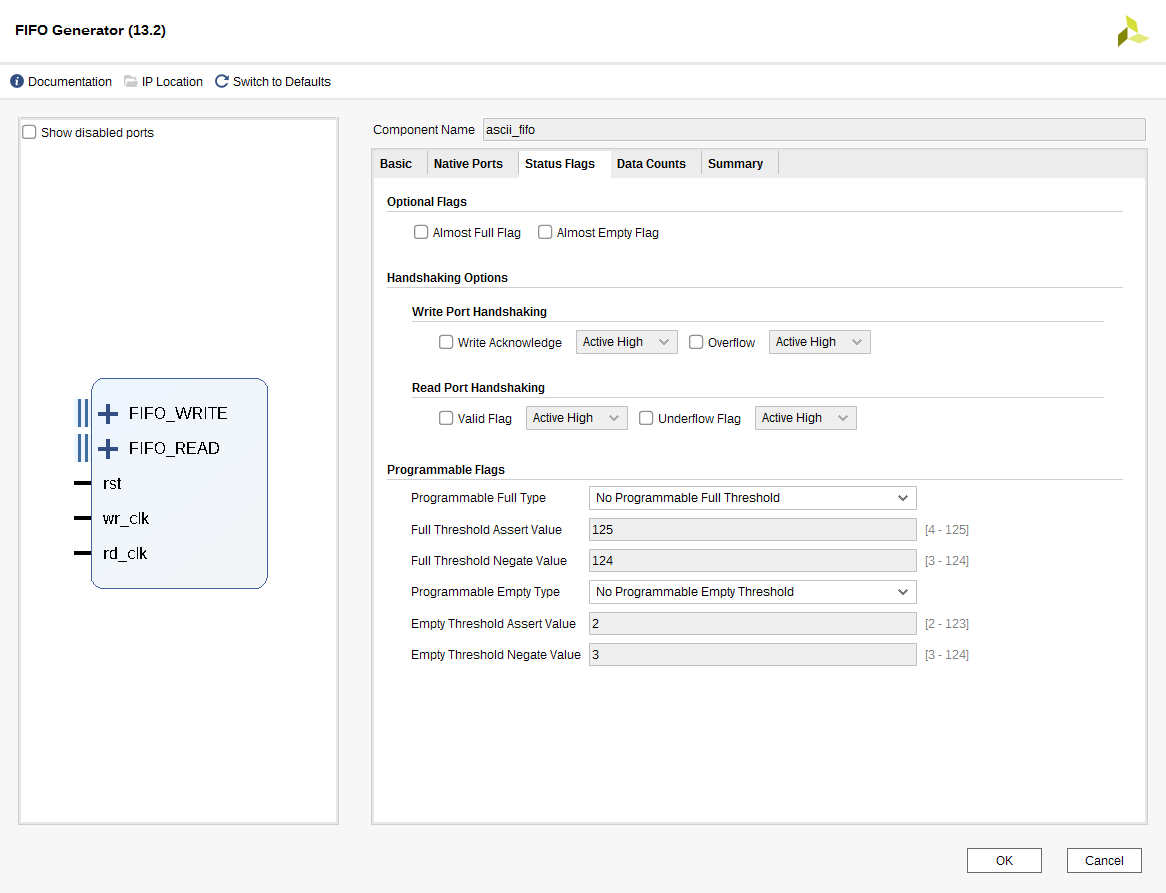 FIFO Generator (13.2)
Documentation IP Location Switch to Defaults
Show disabled ports
FIFO_WRITE
FIFO_READ
rst
wr_clk
rd_clk
Component Name ascii_fifo
Basic Native Ports Status Flags Data Counts Summary
Optional Flags
Almost Full Flag Almost Empty Flag
Handshaking Options
Write Port Handshaking
Write Acknowledge Active High Overflow Active High
Read Port Handshaking
Valid Flag Active High Underflow Flag Active High
Programmable Flags
Programmable Full Type No Programmable Full Threshold
Full Threshold Assert Value 125 [4 - 125]
Full Threshold Negate Value 124 [3 - 124]
Programmable Empty Type No Programmable Empty Threshold
Empty Threshold Assert Value 2 [2 - 123]
Empty Threshold Negate Value 3 [3 - 124]
OK Cancel